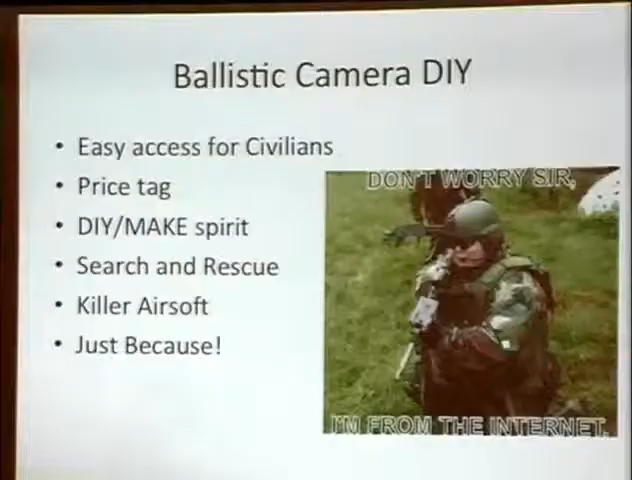 Ballistic Camera DIY
• Easy access for Civilians
• Price tag
• DIY/MAKE spirit
• Search and Rescue
• Killer Airsoft
• Just Because!
DON'T WORRY SIR,
I'M FROM THE INTERNET.